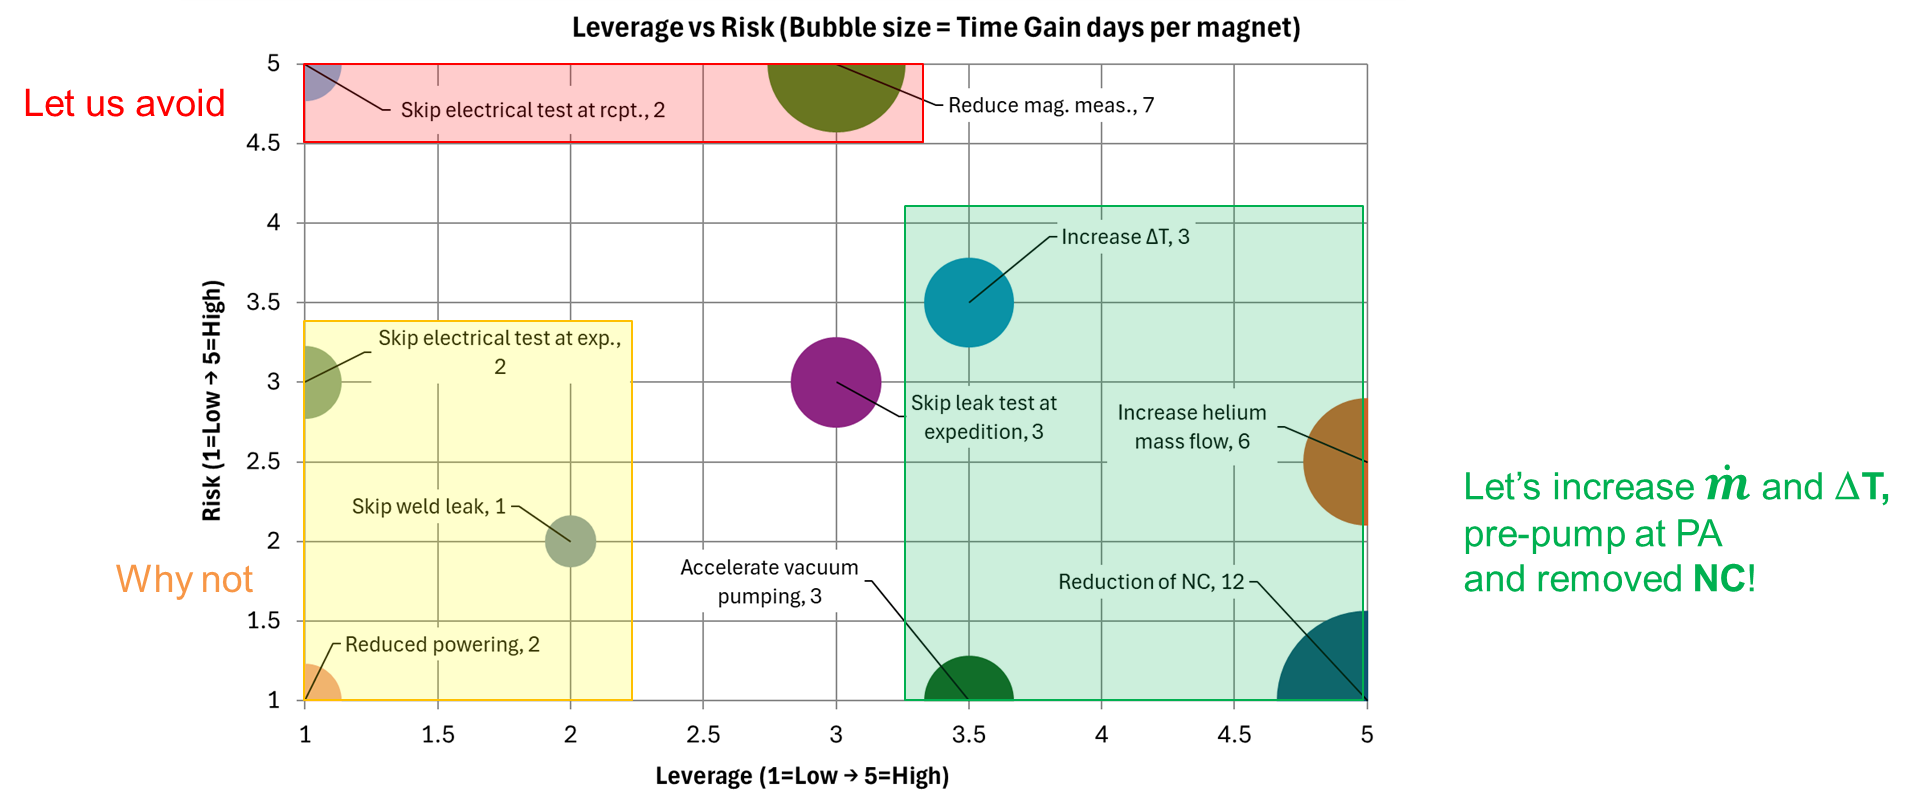 Leverage vs Risk (Bubble size = Time Gain days per magnet)
Let us avoid
5
4.5
4
3.5
3
2.5
2
1.5
1
Risk (1=Low → 5=High)
Skip electrical test at rcpt., 2
Reduce mag. meas., 7
Increase ΔT, 3
Skip electrical test at exp.,
2
Skip leak test at
expedition, 3
Increase helium
mass flow, 6
Skip weld leak, 1
Accelerate vacuum
pumping, 3
Reduction of NC, 12
Reduced powering, 2
Why not
Let’s increase ṁ and ΔT,
pre-pump at PA
and removed NC!
1 1.5 2 2.5 3 3.5 4 4.5 5
Leverage (1=Low → 5=High)